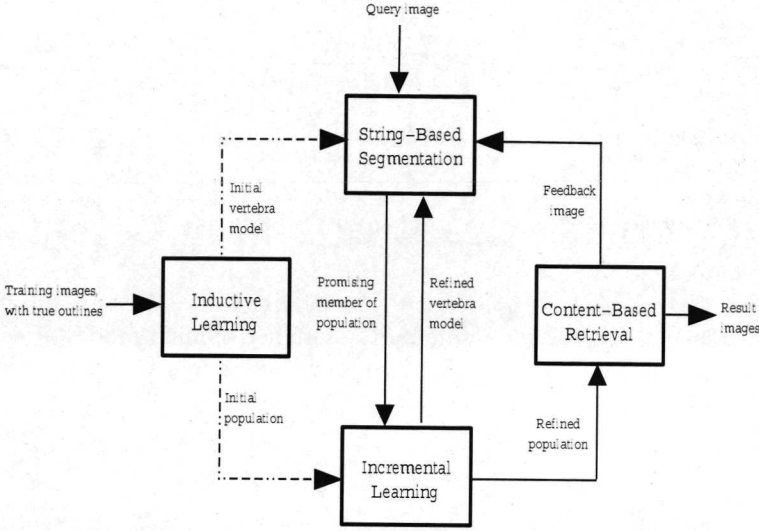 Query image
String-Based
Segmentation
Initial
vertebra
model
Feedback
image
Training images,
with true outlines
Inductive
Learning
Promising
member of
population
Refined
vertebra
model
Content-Based
Retrieval
Result
images
Initial
population
Refined
population
Incremental
Learning